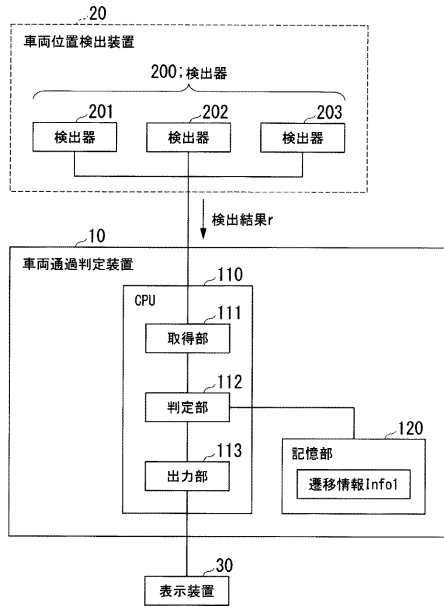 20
車両位置検出装置
200;検出器
201 202 203
検出器 検出器 検出器
検出結果r
10
車両通過判定装置
110
CPU
111
取得部
112
判定部
120
記憶部
遷移情報Info1
113
出力部
30
表示装置